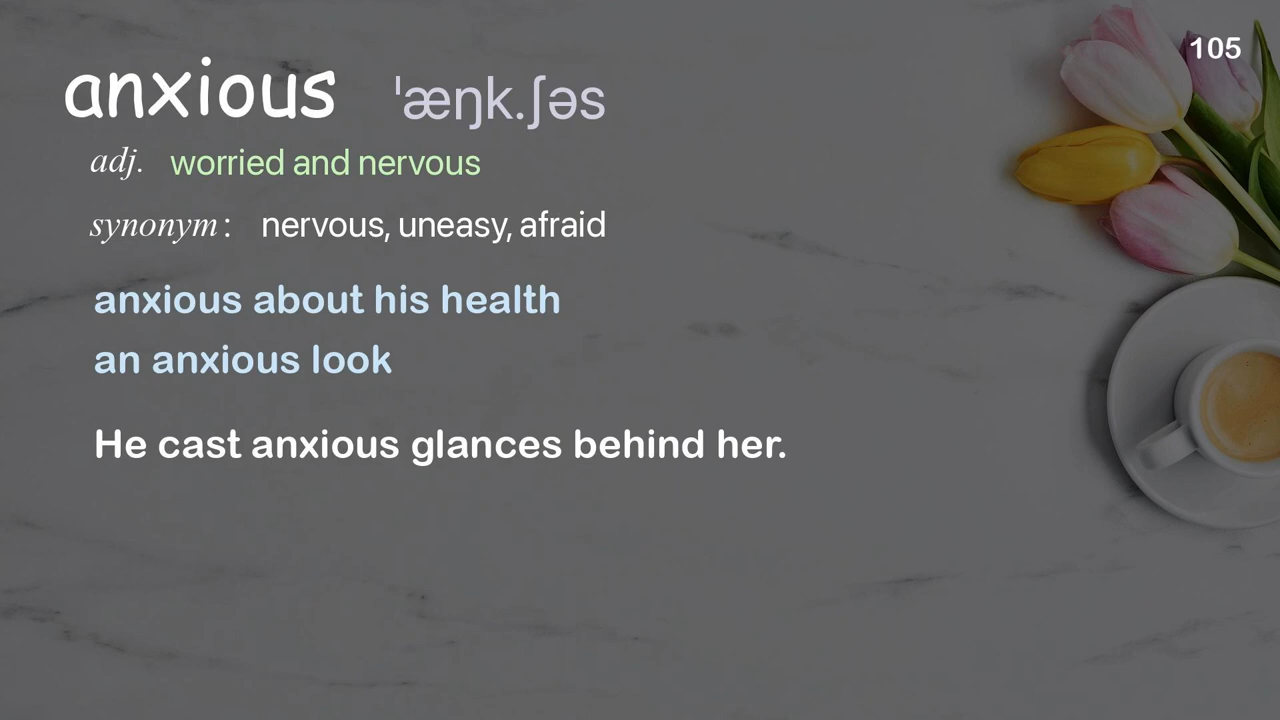 105
anxious ˈæŋk.ʃəs
adj. worried and nervous
synonym: nervous, uneasy, afraid
anxious about his health
an anxious look
He cast anxious glances behind her.